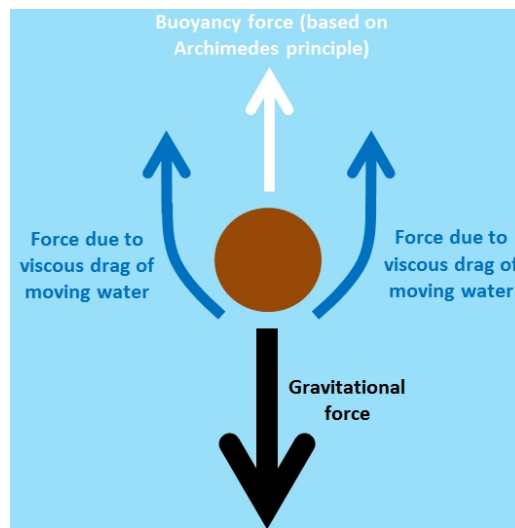 Buoyancy force (based on
Archimedes principle)
Force due to
viscous drag of
moving water
Force due to
viscous drag of
moving water
Gravitational
force